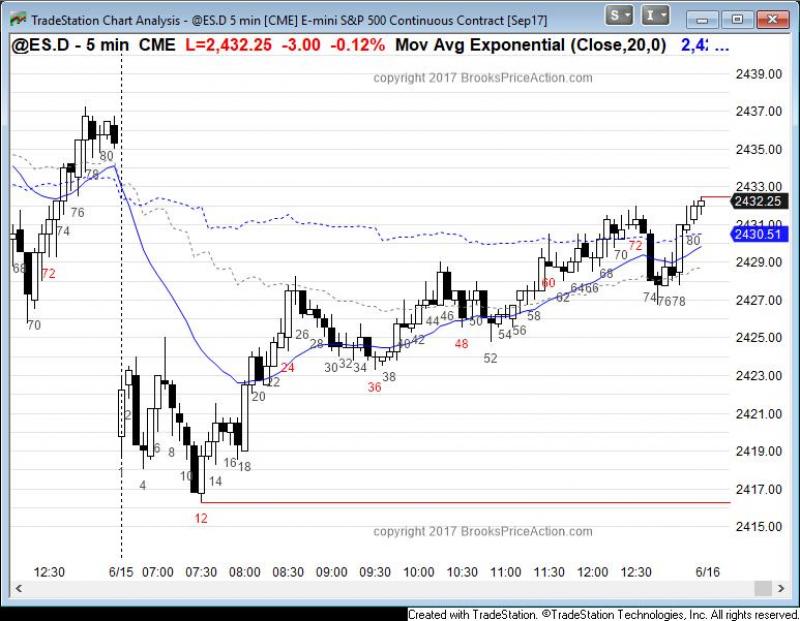 TradeStation Chart Analysis - @ES.D 5 min [CME] E-mini S&P 500 Continuous Contract [Sep17]
S I
@ES.D - 5 min CME L=2,432.25 -3.00 -0.12% Mov Avg Exponential (Close,20,0) 2,42 ...
copyright 2017 BrooksPriceAction.com
2439.00
2437.00
2435.00
2433.00
2432.25
2431.00
2430.51
2429.00
2427.00
2425.00
2423.00
2421.00
2419.00
2417.00
2415.00
68 70 72 74 76 78 80
2 4 6 8 10 12 14 16 18 20 22 24 26 28 30 32 34 36 38 40 42 44 46 48 50 52 54 56 58 60 62 64 66 68 70 72 74 76 78 80
copyright 2017 BrooksPriceAction.com
12:30 6/15 07:00 07:30 08:00 08:30 09:00 09:30 10:00 10:30 11:00 11:30 12:00 12:30 6/16
Created with TradeStation. ©TradeStation Technologies, Inc. All rights reserved.